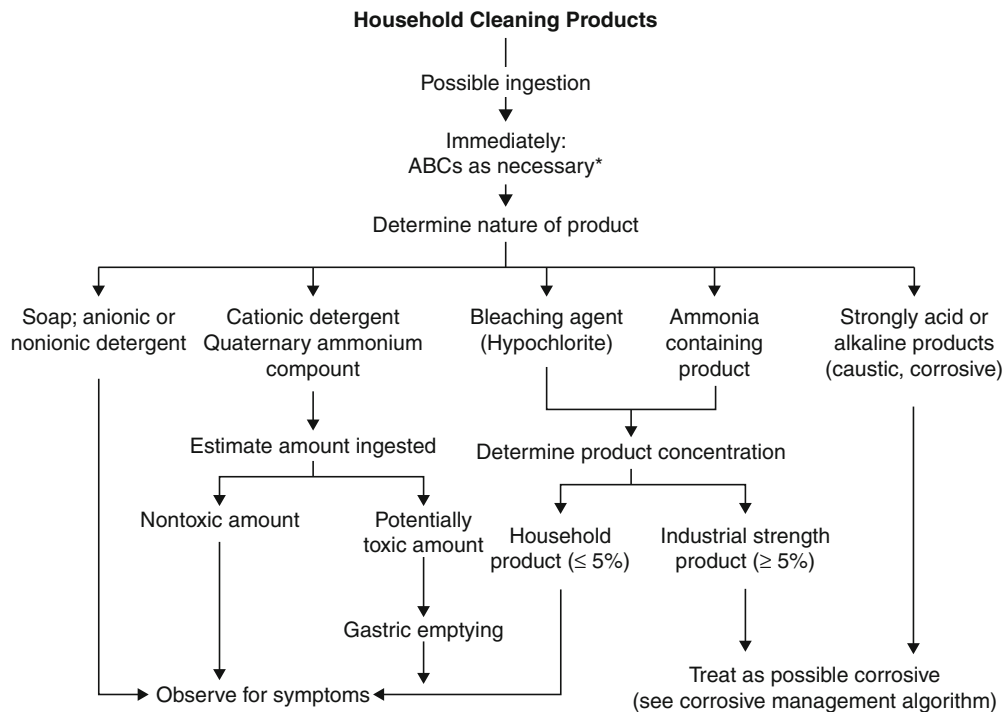 Household Cleaning Products
Possible ingestion
Immediately:
ABCs as necessary*
Determine nature of product
Soap; anionic or
nonionic detergent
Cationic detergent
Quaternary ammonium
compount
Bleaching agent
(Hypochlorite)
Ammonia
containing
product
Strongly acid or
alkaline products
(caustic, corrosive)
Estimate amount ingested
Determine product concentration
Nontoxic amount
Potentially
toxic amount
Household
product (≤ 5%)
Industrial strength
product (≥ 5%)
Gastric emptying
Observe for symptoms
Treat as possible corrosive
(see corrosive management algorithm)